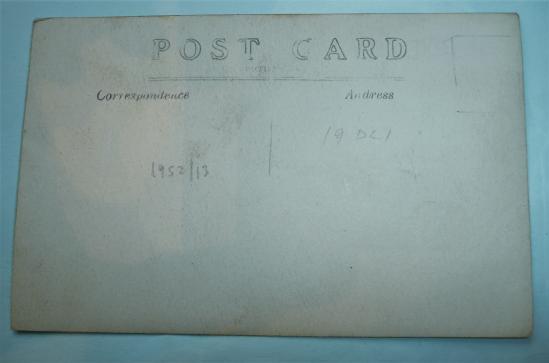 POST CARD
Correspondence Address
19 DLI
1952/13